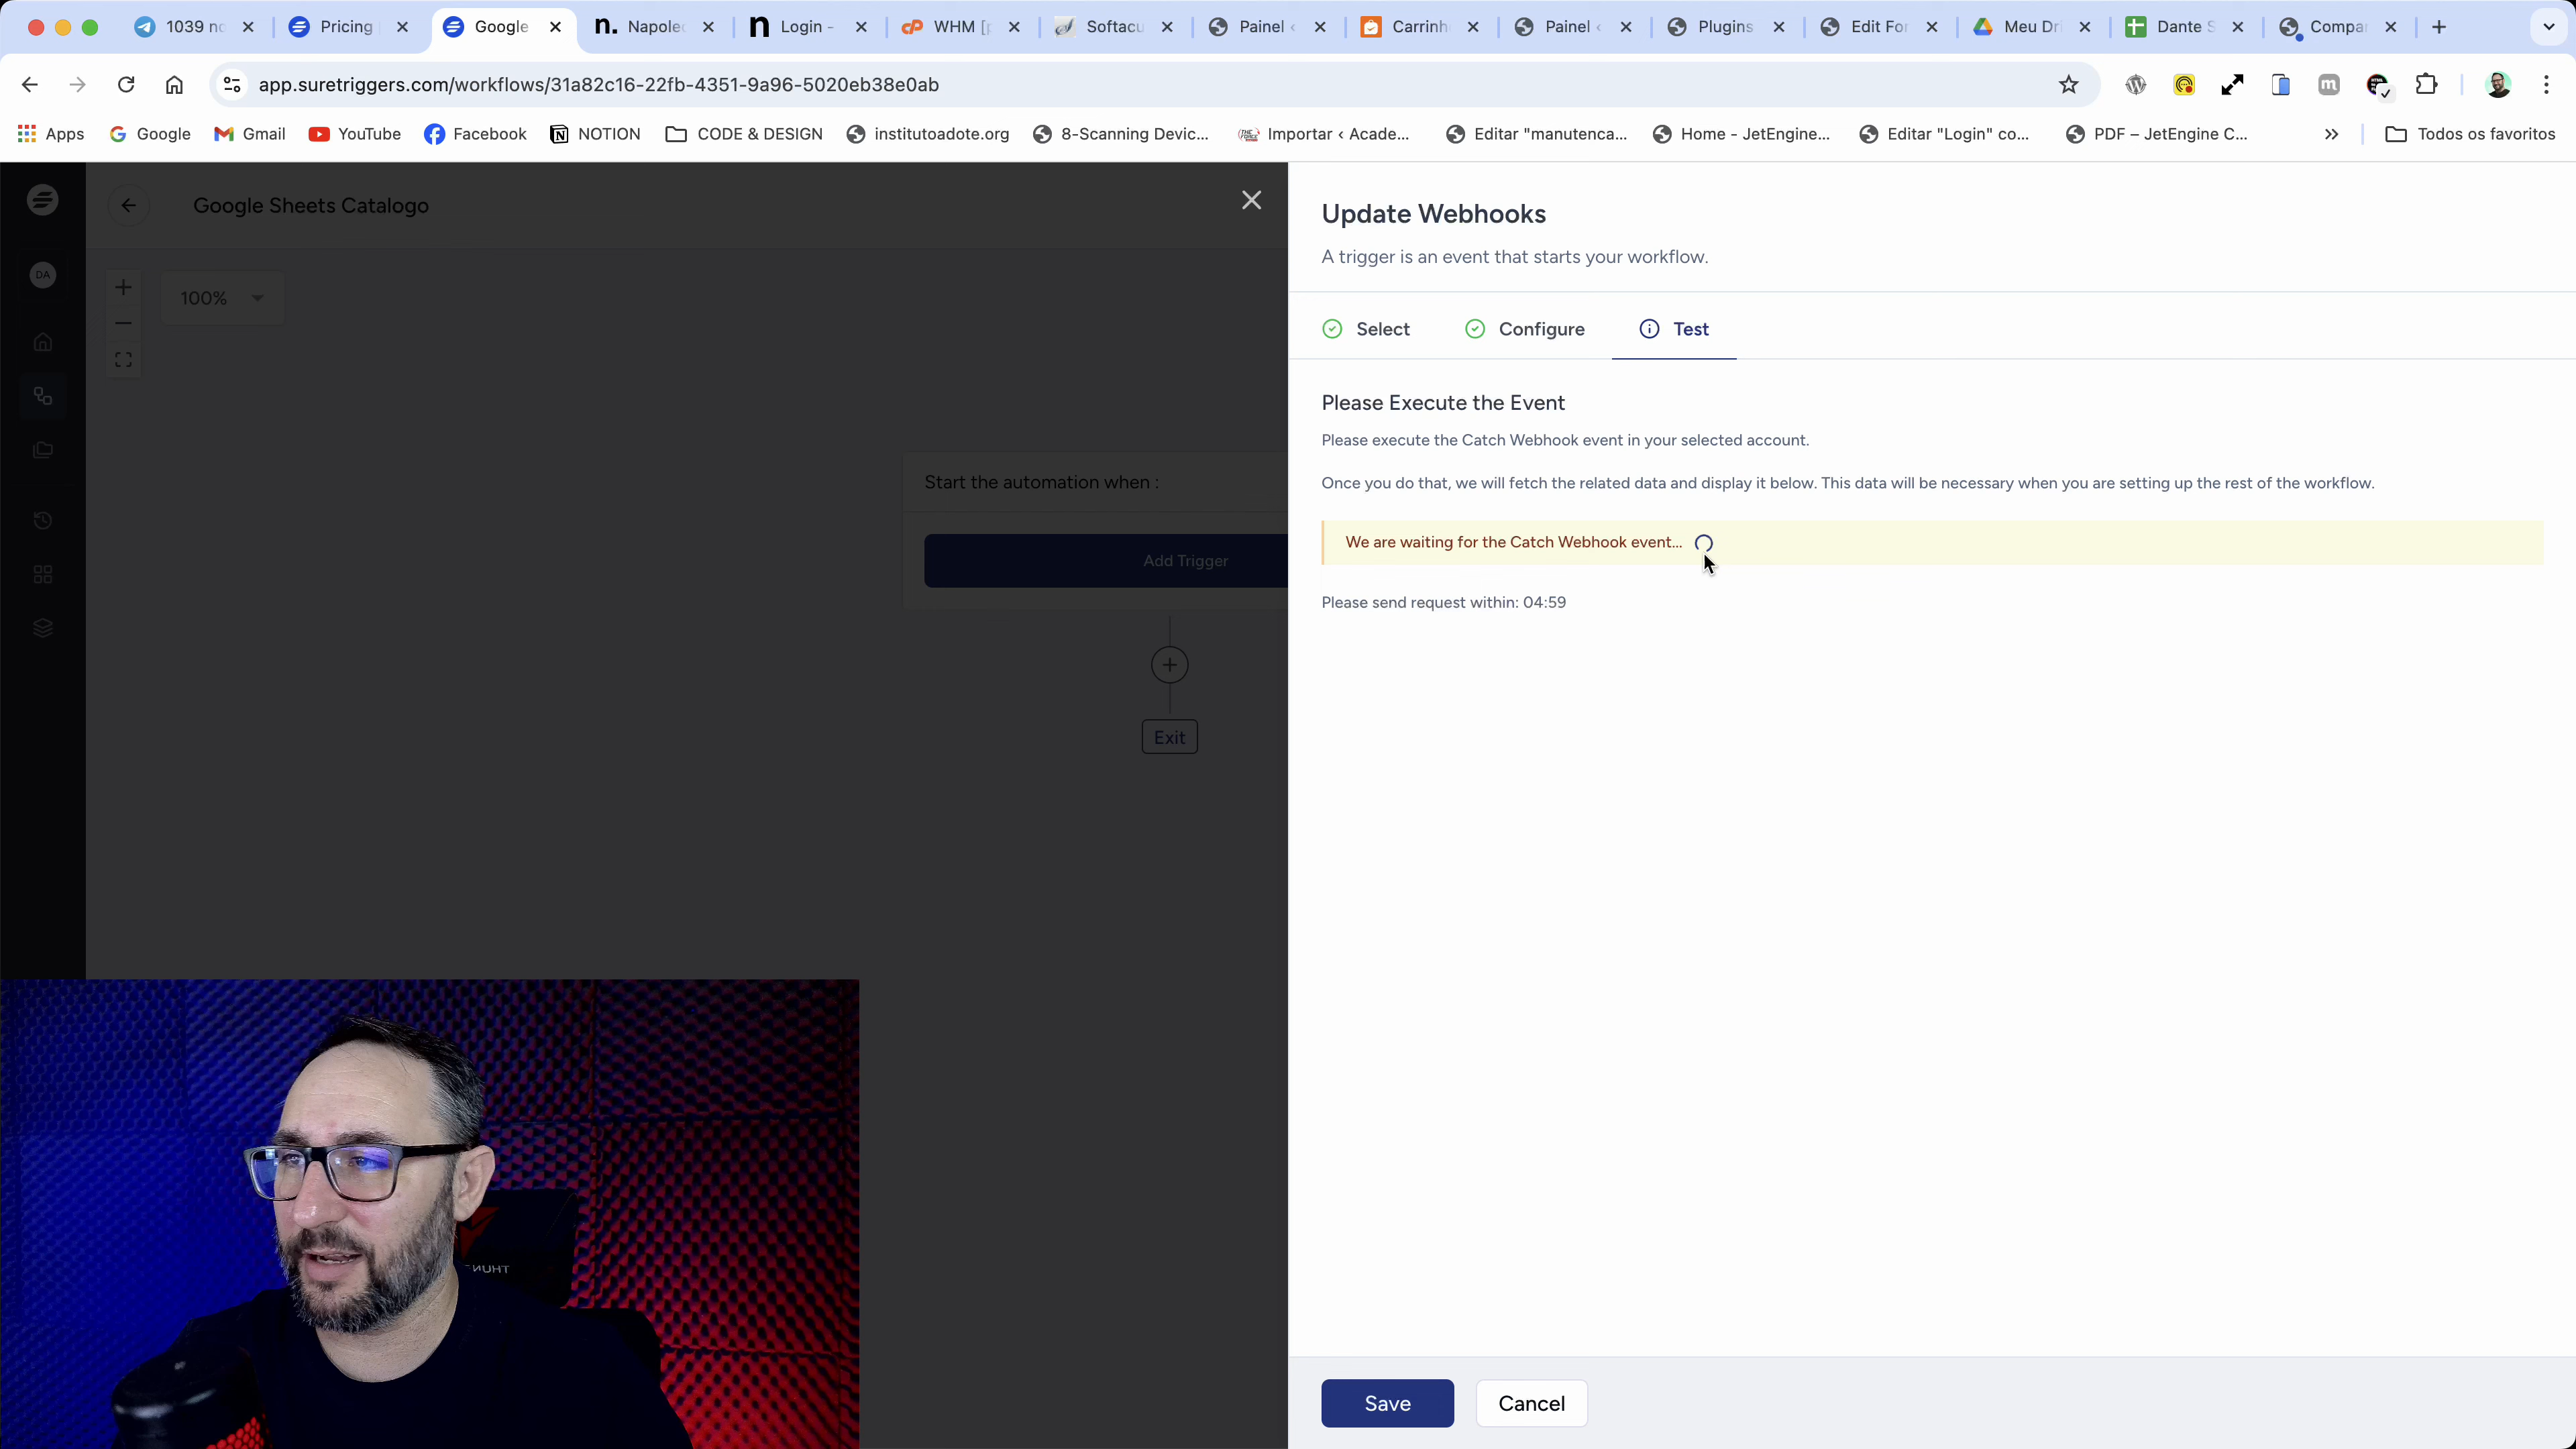 1039 no
Pricing
Google
Napoleo
Login -
WHM [p
Softacu
Painel ‹
Carrinh
Painel ‹
Plugins
Edit For
Meu Dri
Dante S
Compar
app.suretriggers.com/workflows/31a82c16-22fb-4351-9a96-5020eb38e0ab
Apps
Google
Gmail
YouTube
Facebook
NOTION
CODE & DESIGN
institutoadote.org
8-Scanning Devic...
Importar ‹ Acade...
Editar "manutenca...
Home - JetEngine...
Editar "Login" co...
PDF – JetEngine C...
Todos os favoritos
Google Sheets Catalogo
DA
100%
Start the automation when :
Add Trigger
Exit
Update Webhooks
A trigger is an event that starts your workflow.
Select
Configure
Test
Please Execute the Event
Please execute the Catch Webhook event in your selected account.
Once you do that, we will fetch the related data and display it below. This data will be necessary when you are setting up the rest of the workflow.
We are waiting for the Catch Webhook event...
Please send request within: 04:59
Save
Cancel